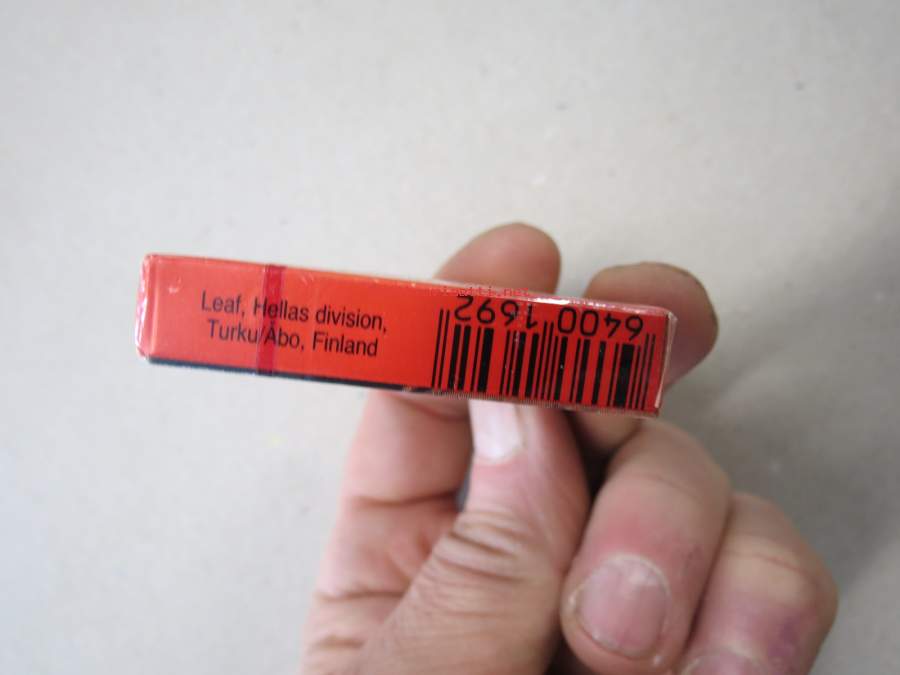 Leaf, Hellas division,
Turku/Åbo, Finland
6400 1692